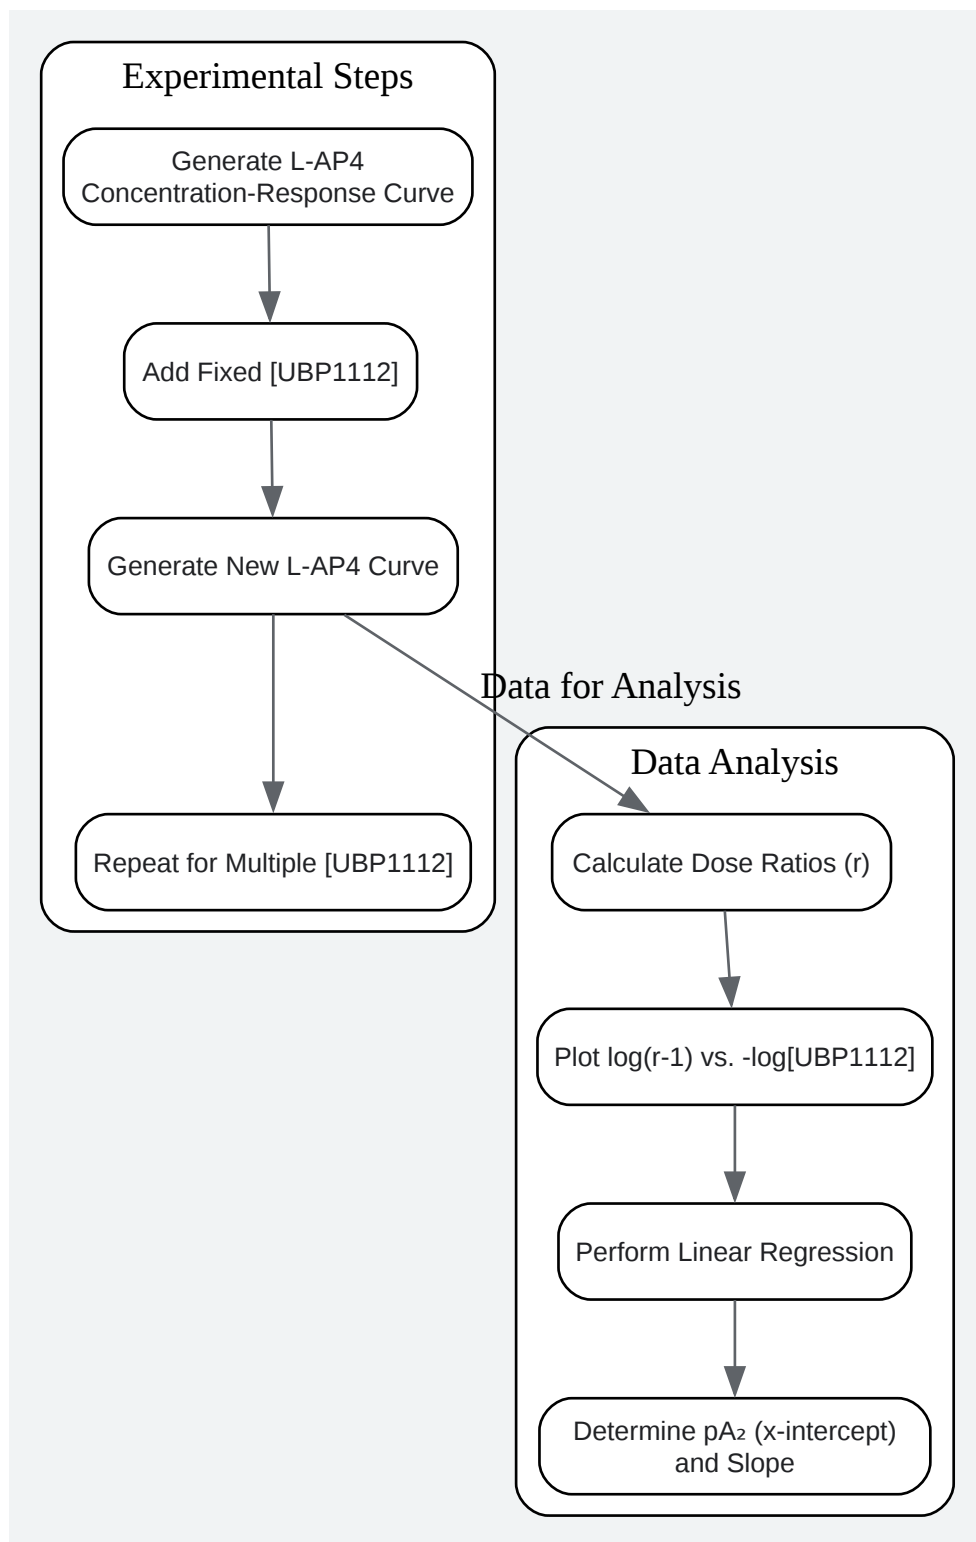 Experimental Steps
Generate L-AP4
Concentration-Response Curve
Add Fixed [UBP1112]
Generate New L-AP4 Curve
Data for Analysis
Repeat for Multiple [UBP1112]
Data Analysis
Calculate Dose Ratios (r)
Plot log(r-1) vs. -log[UBP1112]
Perform Linear Regression
Determine pA₂ (x-intercept)
and Slope